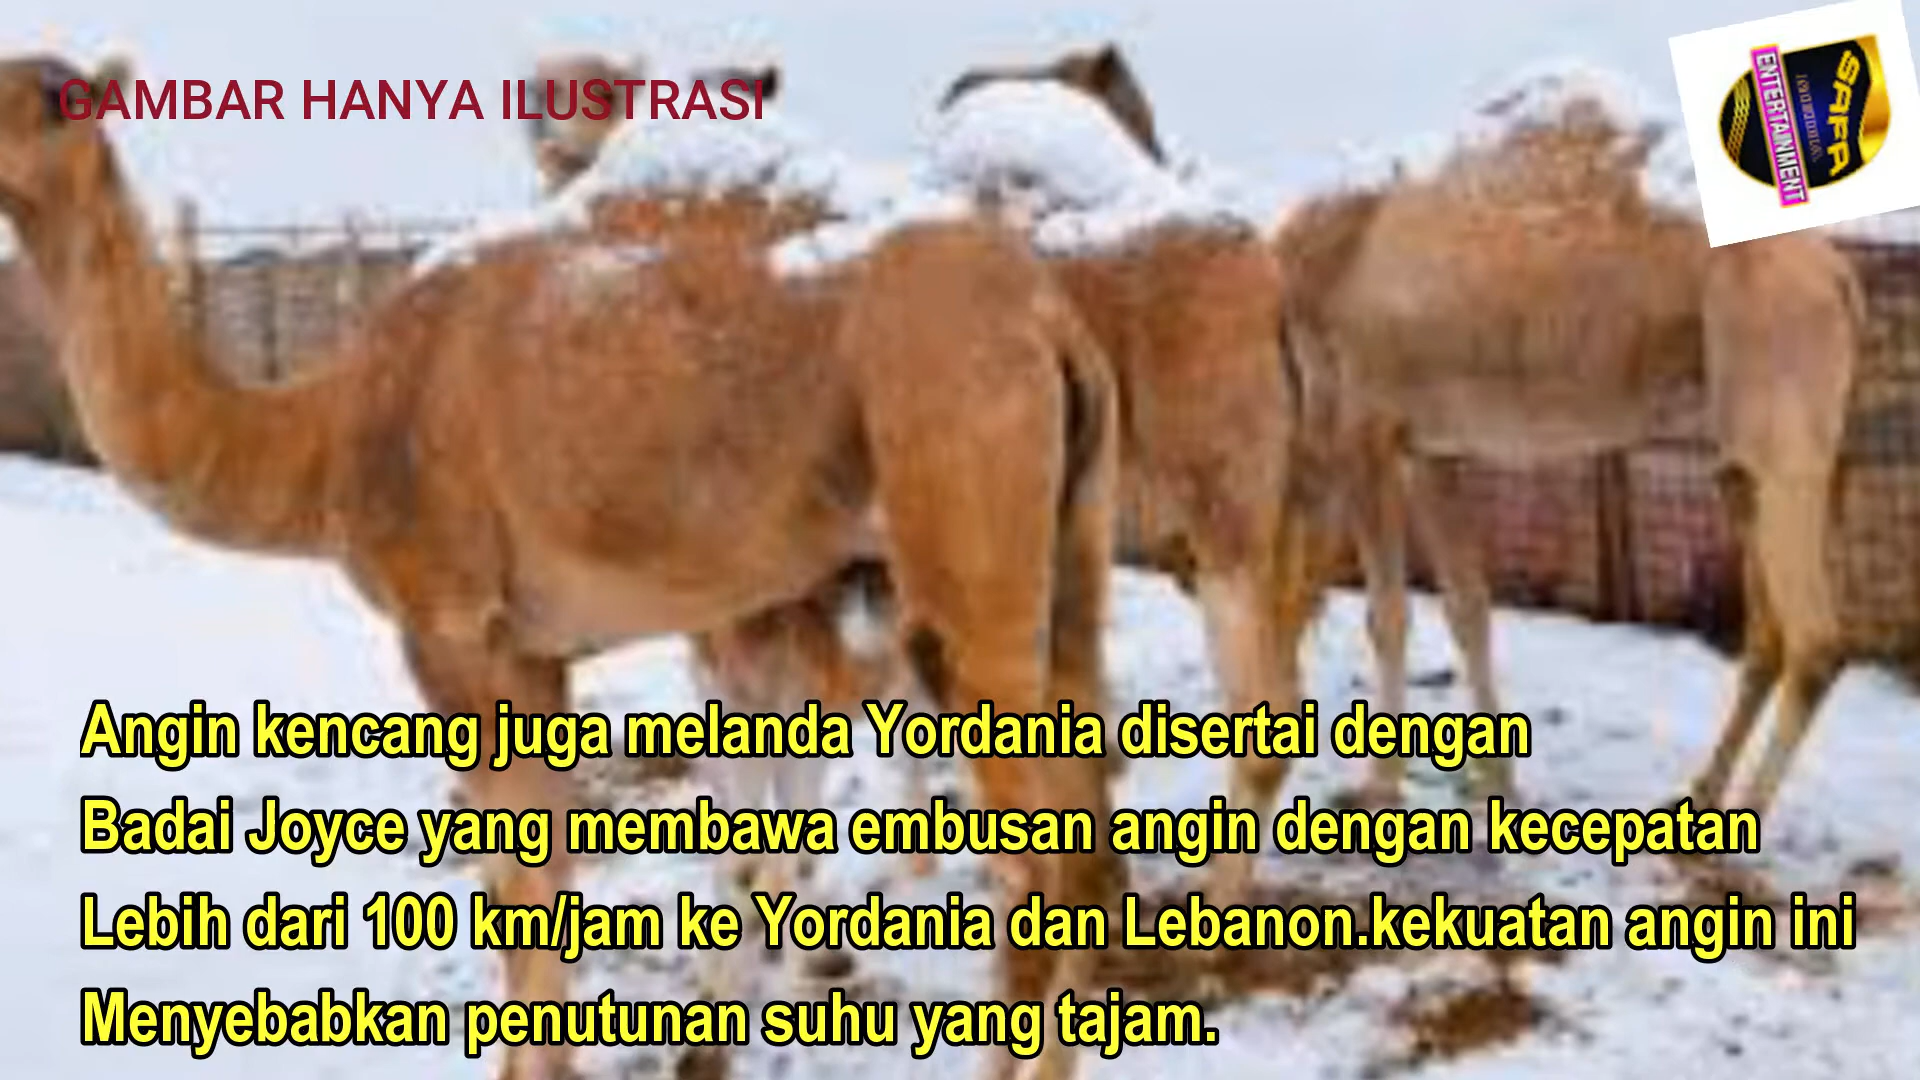 GAMBAR HANYA ILUSTRASI
SAFA
ENTERTAINMENT
Angin kencang juga melanda Yordania disertai dengan
Badai Joyce yang membawa embusan angin dengan kecepatan
Lebih dari 100 km/jam ke Yordania dan Lebanon.kekuatan angin ini
Menyebabkan penutunan suhu yang tajam.